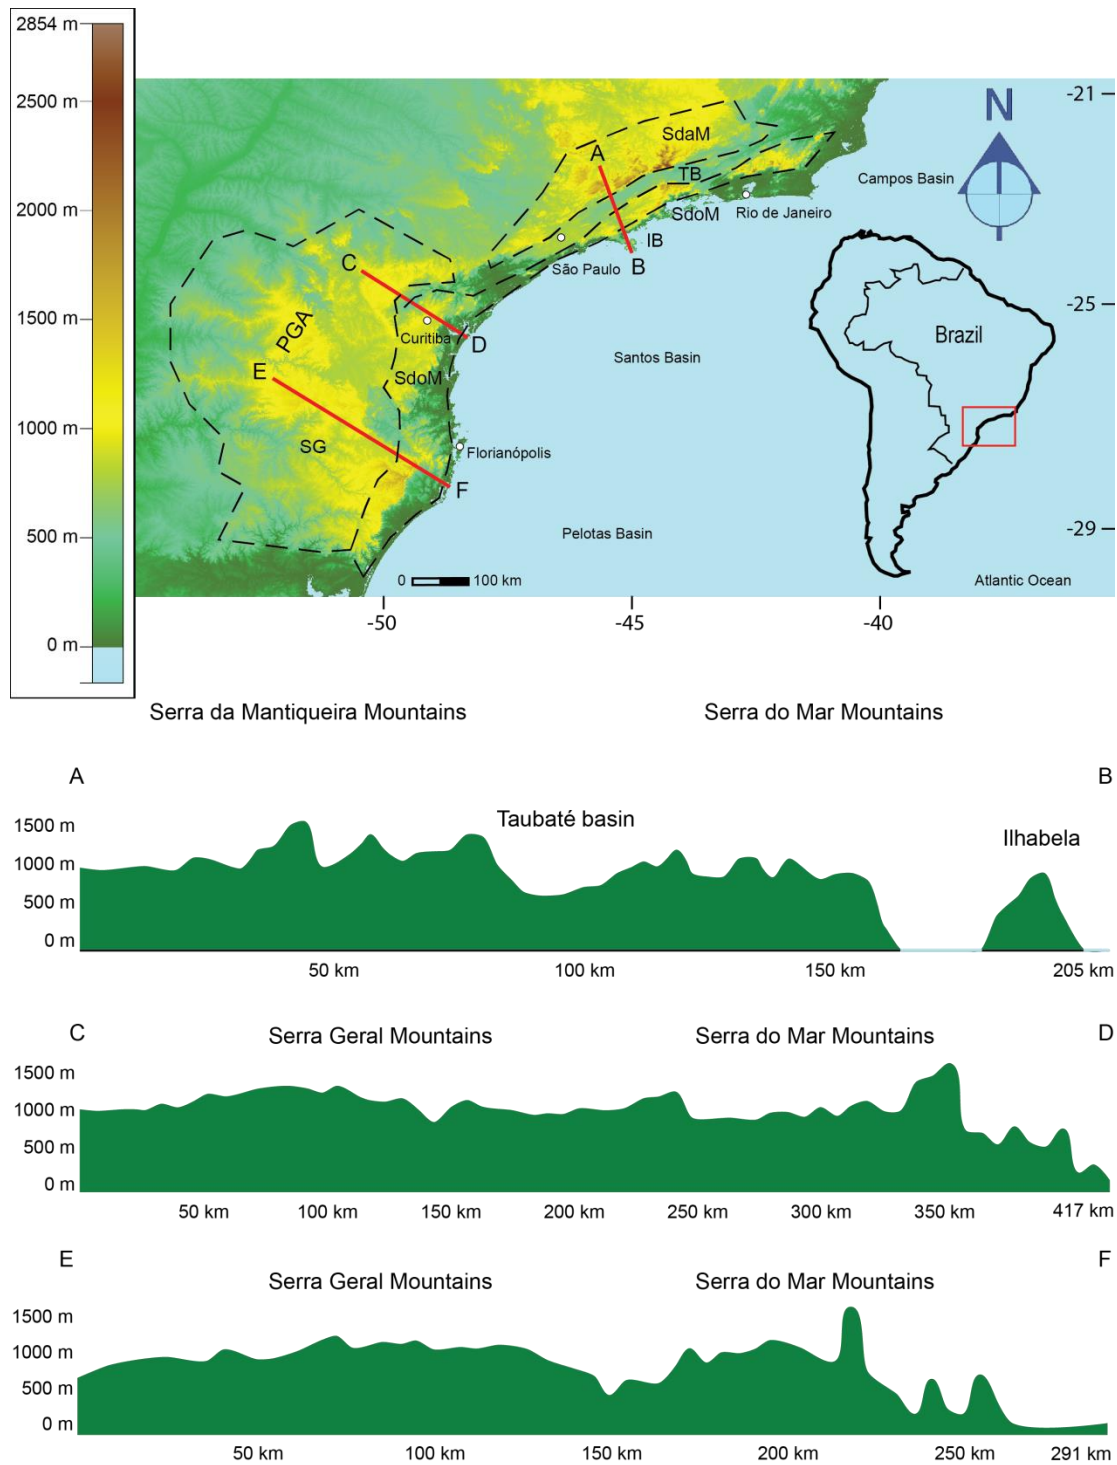 2854 m
2500 m
2000 m
1500 m
1000 m
500 m
0 m
-21
-25
-29
-50
-45
-40
N
SdaM
A
TB
SdoM
Rio de Janeiro
Campos Basin
IB
B
São Paulo
C
PGA
Curitiba
D
SdoM
Santos Basin
Brazil
E
SG
Florianópolis
F
Pelotas Basin
0 100 km
Atlantic Ocean
Serra da Mantiqueira Mountains Serra do Mar Mountains
A B
Taubaté basin
Ilhabela
1500 m
1000 m
500 m
0 m
50 km 100 km 150 km 205 km
C Serra Geral Mountains Serra do Mar Mountains D
1500 m
1000 m
500 m
0 m
50 km 100 km 150 km 200 km 250 km 300 km 350 km 417 km
E Serra Geral Mountains Serra do Mar Mountains F
1500 m
1000 m
500 m
0 m
50 km 100 km 150 km 200 km 250 km 291 km